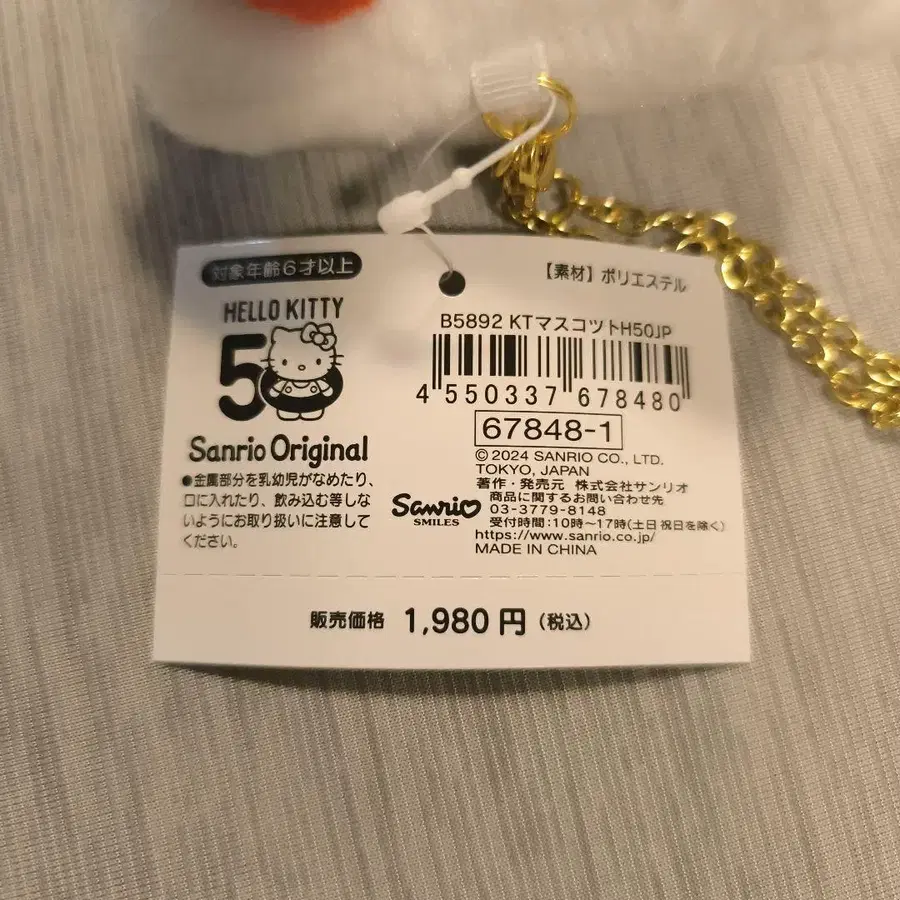 対象年齢6才以上
【素材】ポリエステル
HELLO KITTY
50
Sanrio Original
●金属部分を乳幼児がなめたり、
口に入れたり、飲み込む等しな
いようにお取り扱いに注意して
ください。
B5892 KTマスコツトH50JP
4 550337 678480
67848-1
© 2024 SANRIO CO., LTD.
TOKYO, JAPAN
著作・発売元 株式会社サンリオ
商品に関するお問い合わせ先
03-3779-8148
受付時間:10時～17時(土日祝日を除く)
https://www.sanrio.co.jp/
MADE IN CHINA
Sanrio
SMILES
販売価格 1,980円(税込)